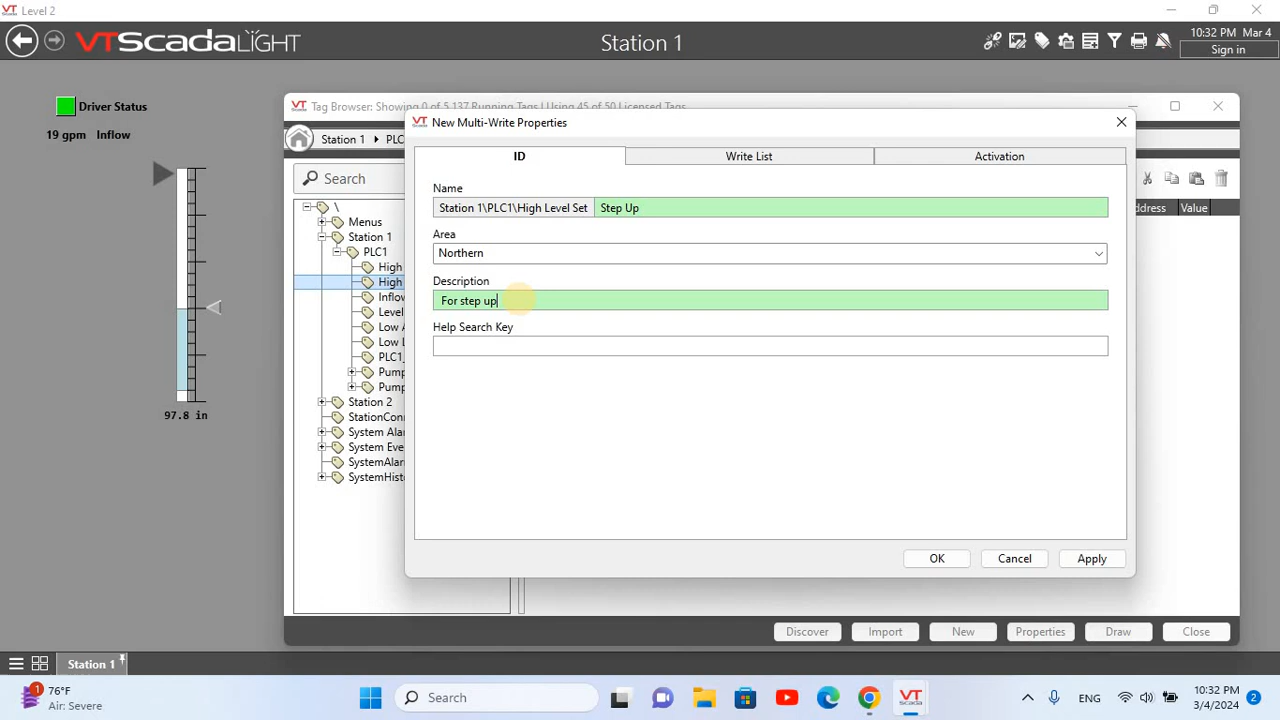 Level 2
VTSCADALIGHT
Station 1
10:32 PM Mar 4
Sign in
Driver Status
19 gpm Inflow
97.8 in
Tag Browser: Showing 0 of 5,137 Running Tags | Using 45 of 50 Licensed Tags
Station 1 PLC
Search
\
Menus
Station 1
PLC1
High
High
Inflow
Level
Low A
Low L
PLC1_
Pump
Pump
Station 2
StationConn
System Alar
System Eve
SystemAlar
SystemHist
ddress Value
New Multi-Write Properties
ID Write List Activation
Name
Station 1\PLC1\High Level Set Step Up
Area
Northern
Description
For step up
Help Search Key
OK Cancel Apply
Discover Import New Properties Draw Close
Station 1
1
76°F
Air: Severe
Search
VT
SCADA
ENG
10:32 PM
3/4/2024
2